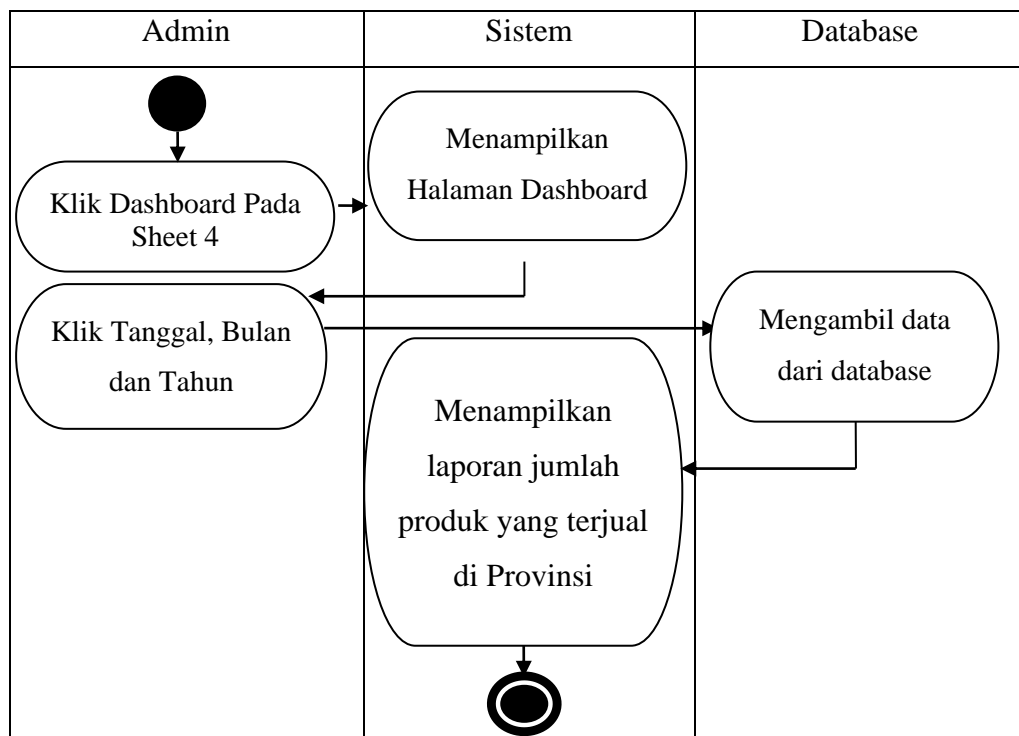 Admin
Sistem
Database
Klik Dashboard Pada
Sheet 4
Menampilkan
Halaman Dashboard
Klik Tanggal, Bulan
dan Tahun
Mengambil data
dari database
Menampilkan
laporan jumlah
produk yang terjual
di Provinsi